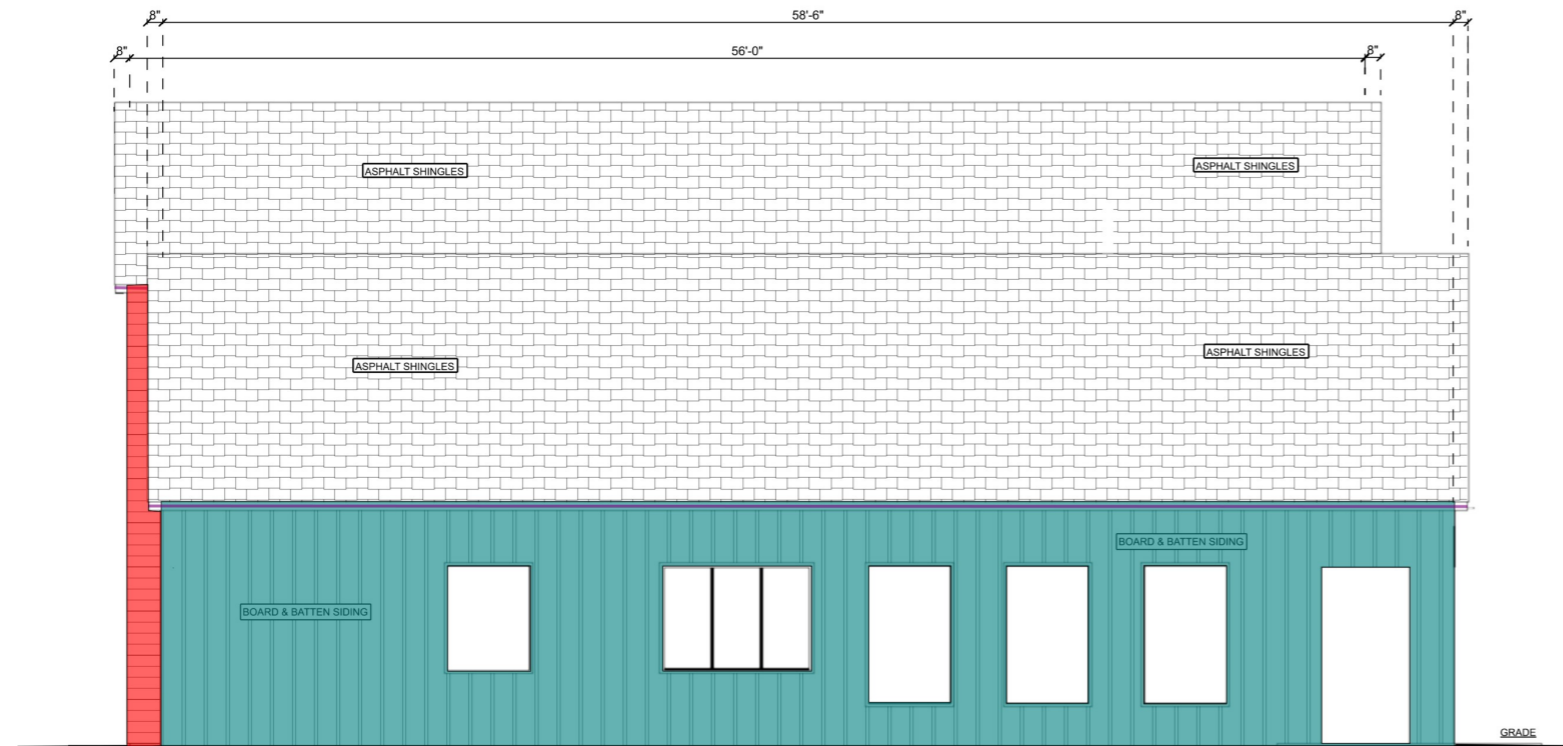 8" 58'-6" 8"
8" 56'-0" 8"
ASPHALT SHINGLES ASPHALT SHINGLES
ASPHALT SHINGLES ASPHALT SHINGLES
BOARD & BATTEN SIDING
BOARD & BATTEN SIDING
GRADE